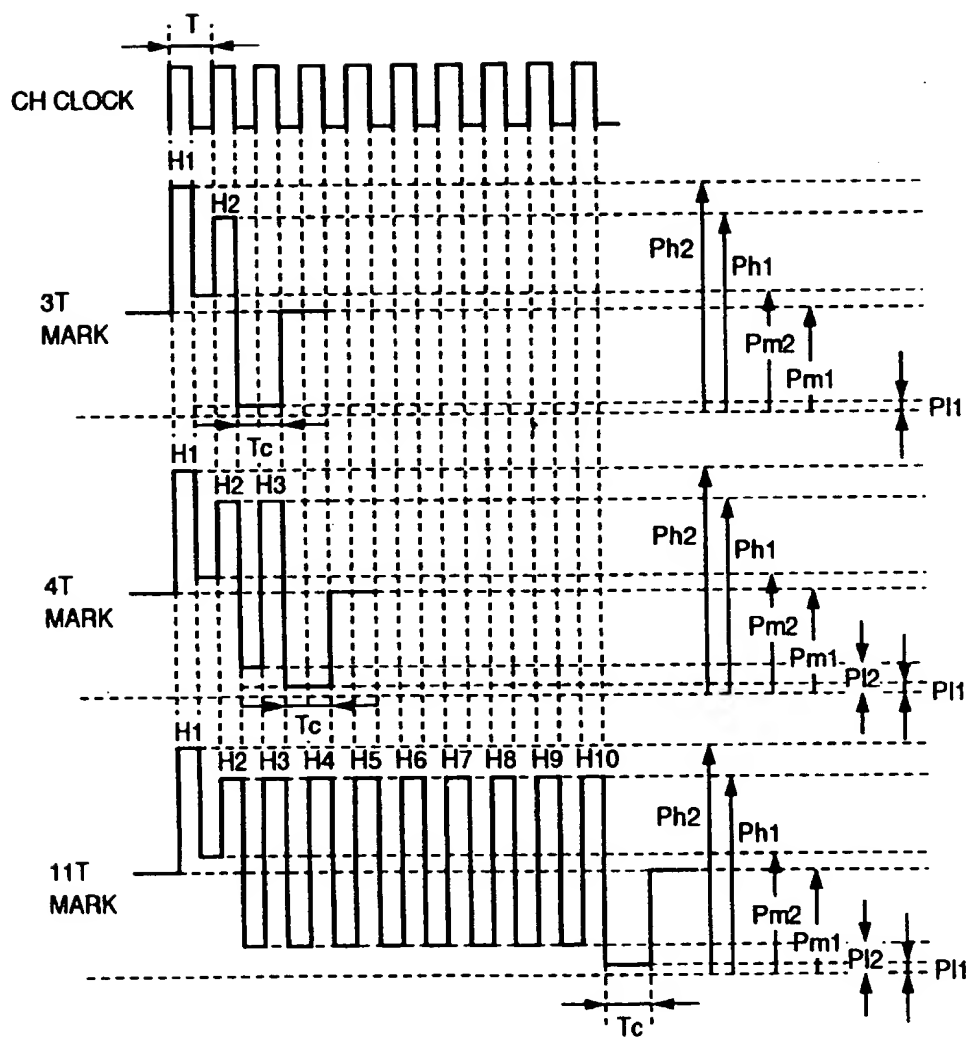 T
CH CLOCK
H1
H2
3T
MARK
Ph2
Ph1
Pm2
Pm1
Pl1
Tc
H1
H2 H3
4T
MARK
Ph2
Ph1
Pm2
Pm1
Pl2
Pl1
Tc
H1
H2 H3 H4 H5 H6 H7 H8 H9 H10
11T
MARK
Ph2
Ph1
Pm2
Pm1
Pl2
Pl1
Tc